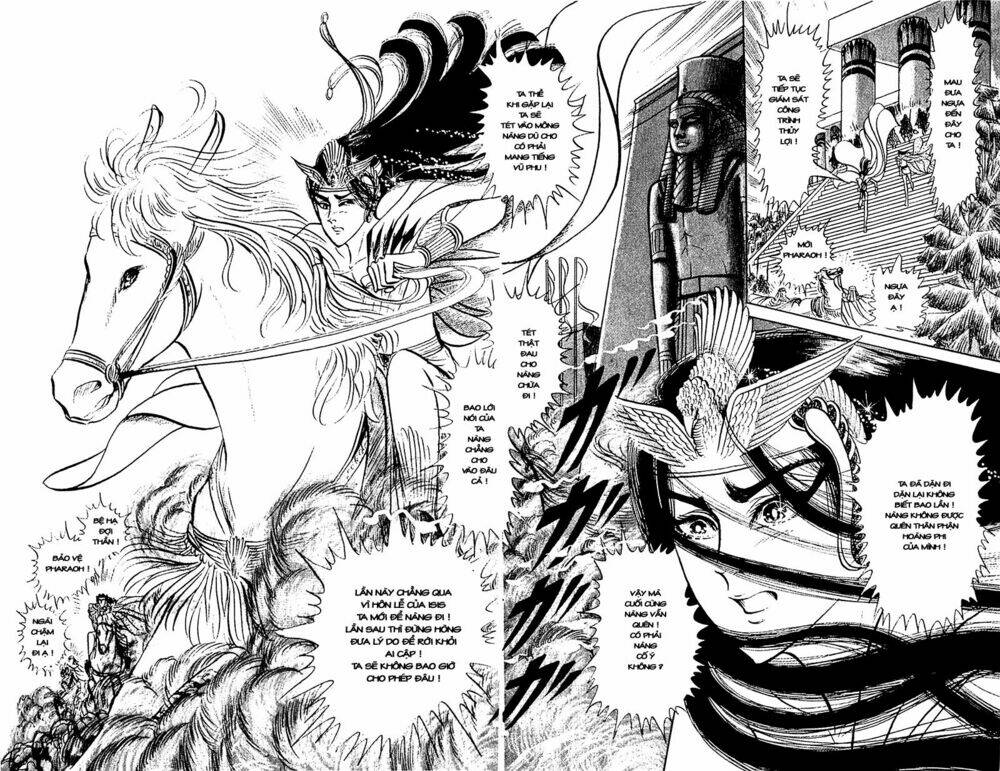 MAU
ĐƯA
NGỰA
ĐẾN
ĐÂY CHO
TA !
TA SẼ
TIẾP TỤC
GIÁM SÁT
CÔNG
TRÌNH
THỦY
LỢI !
MỜI
PHARAOH !
NGỰA
ĐÂY
Ạ !
TA ĐÃ DẶN ĐI
DẶN LẠI KHÔNG
BIẾT BAO LẦN !
NÀNG KHÔNG ĐƯỢC
QUÊN THÂN PHẬN
HOÀNG PHI
CỦA MÌNH !
VẬY MÀ
CUỐI CÙNG
NÀNG VẪN
QUÊN !
CÓ PHẢI
NÀNG
CỐ Ý
KHÔNG ?
ガガガッ
TA THỀ
KHI GẶP LẠI
TA SẼ
TÉT VÀO MÔNG
NÀNG DÙ CHO
CÓ PHẢI
MANG TIẾNG
VŨ PHU !
TÉT
THẬT
ĐAU CHO
NÀNG
CHỪA
ĐI !
BAO LỜI
NÓI CỦA
TA
NÀNG CHẲNG
CHO
VÀO ĐÂU
CẢ !
LẦN NÀY CHẲNG QUA
VÌ HÔN LỄ CỦA ISIS
TA MỚI ĐỂ NÀNG ĐI !
LẦN SAU THÌ ĐỪNG HÒNG
ĐƯA LÝ DO ĐỂ RỜI KHỎI
AI CẬP !
TA SẼ KHÔNG BAO GIỜ
CHO PHÉP ĐÂU !
BỆ HẠ
ĐỢI
THẦN !
BẢO VỆ
PHARAOH !
NGÀI
CHẬM
LẠI
ĐI Ạ !